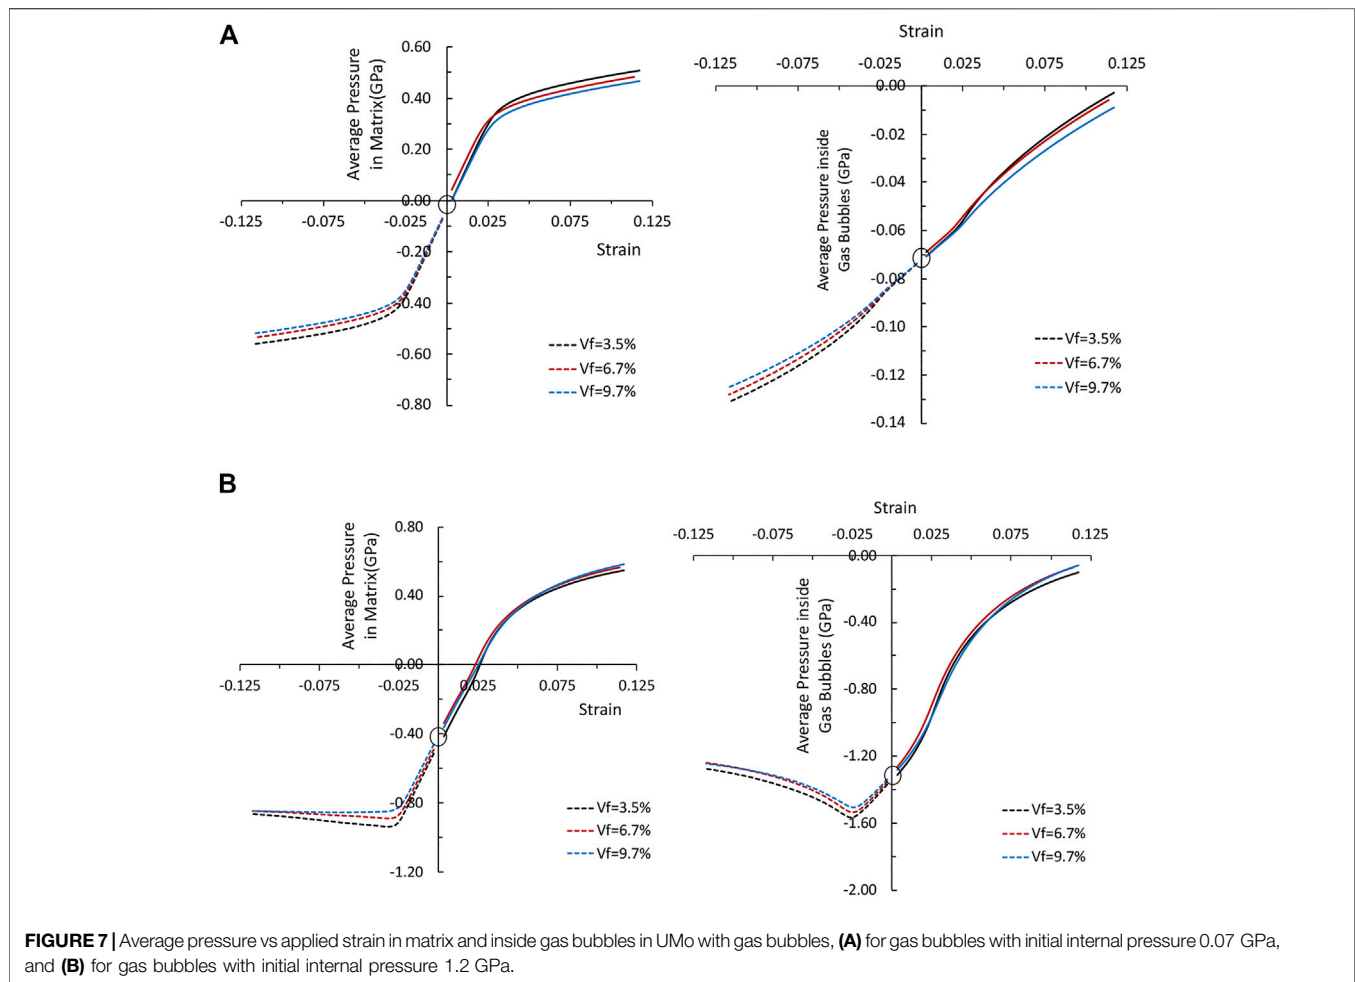 A
Average Pressure
in Matrix(GPa)
0.60
0.40
0.20
0.00
-0.125 -0.075 -0.025 0.025 0.075 0.125
Strain
-0.20
-0.40
-0.60
-0.80
Vf=3.5%
Vf=6.7%
Vf=9.7%
Strain
-0.125 -0.075 -0.025 0.025 0.075 0.125
0.00
-0.02
-0.04
-0.06
-0.08
-0.10
-0.12
-0.14
Average Pressure inside
Gas Bubbles (GPa)
Vf=3.5%
Vf=6.7%
Vf=9.7%
B
Average Pressure
in Matrix(GPa)
0.80
0.40
0.00
-0.125 -0.075 -0.025 0.025 0.075 0.125
Strain
-0.40
-0.80
-1.20
Vf=3.5%
Vf=6.7%
Vf=9.7%
Strain
-0.125 -0.075 -0.025 0.025 0.075 0.125
0.00
-0.40
-0.80
-1.20
-1.60
-2.00
Average Pressure inside
Gas Bubbles (GPa)
Vf=3.5%
Vf=6.7%
Vf=9.7%
FIGURE 7 | Average pressure vs applied strain in matrix and inside gas bubbles in UMo with gas bubbles, (A) for gas bubbles with initial internal pressure 0.07 GPa,
and (B) for gas bubbles with initial internal pressure 1.2 GPa.